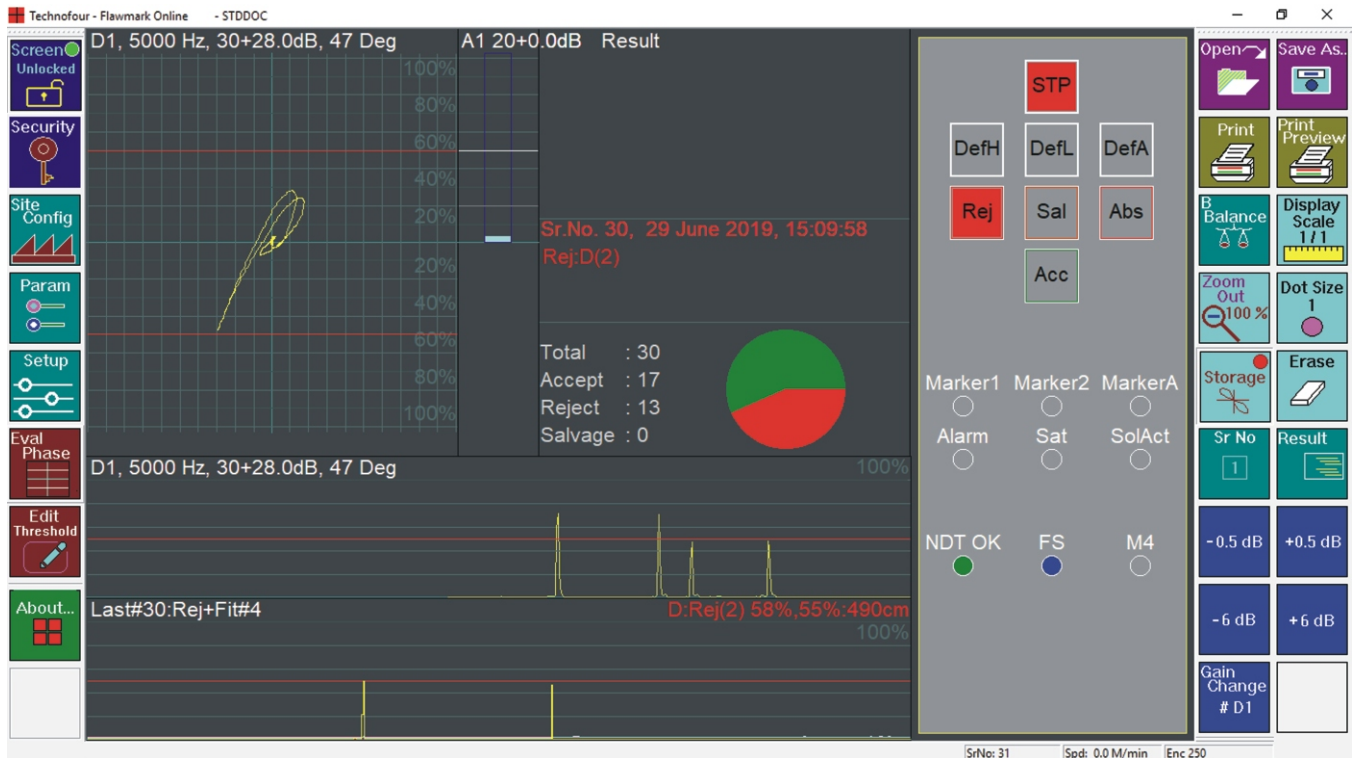 Technofour - Flawmark Online - STDDOC
Screen
Unlocked
Security
Site
Config
Param
Setup
Eval
Phase
Edit
Threshold
About...
D1, 5000 Hz, 30+28.0dB, 47 Deg
100%
80%
60%
40%
20%
20%
40%
60%
80%
100%
A1 20+0.0dB Result
Sr.No. 30, 29 June 2019, 15:09:58
Rej:D(2)
Total : 30
Accept : 17
Reject : 13
Salvage : 0
D1, 5000 Hz, 30+28.0dB, 47 Deg
100%
Last#30:Rej+Fit#4
D:Rej(2) 58%,55%:490cm
100%
STP
DefH DefL DefA
Rej Sal Abs
Acc
Marker1 Marker2 MarkerA
Alarm Sat SolAct
NDT OK FS M4
Open
Save As..
Print
Print
Preview
B
Balance
Display
Scale
1/1
Zoom
Out
100 %
Dot Size
1
Storage
Erase
Sr No
1
Result
-0.5 dB
+0.5 dB
-6 dB
+6 dB
Gain
Change
# D1
SrNo: 31 Spd: 0.0 M/min Enc 250